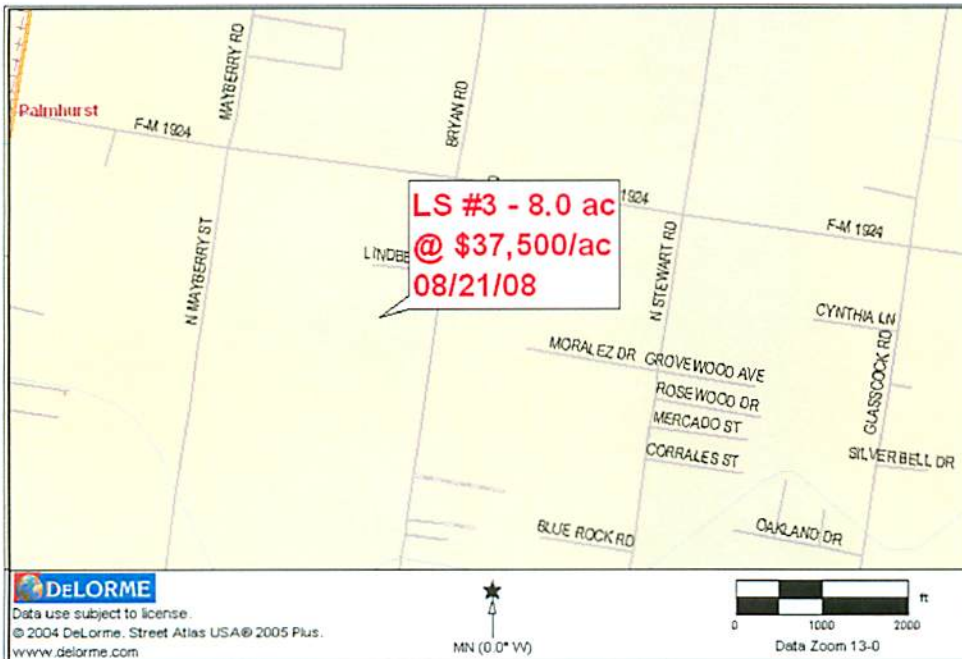 MAYBERRY RD
BRYAN RD
Palmhurst
F-M 1924
LS #3 - 8.0 ac
@ $37,500/ac
08/21/08
1924
F-M 1924
N MAYBERRY ST
N STEWART RD
CYNTHIA LN
GLASSCOCK RD
MORALEZ DR
GROVEWOOD AVE
ROSEWOOD DR
MERCADO ST
CORRALES ST
SILVERBELL DR
BLUE ROCK RD
OAKLAND DR
DELORME
Data use subject to license.
© 2004 DeLorme. Street Atlas USA® 2005 Plus.
www.delorme.com
MN (0.0° W)
ft
0 1000 2000
Data Zoom 13-0